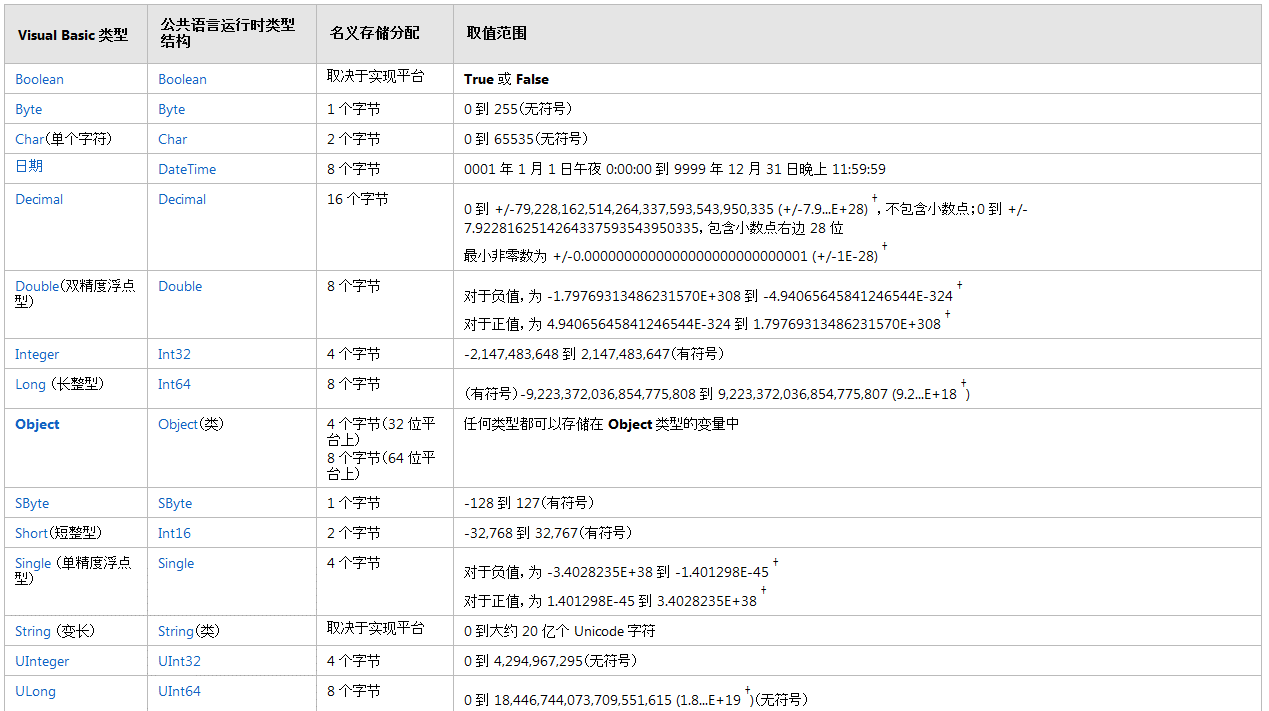 Visual Basic 类型
公共语言运行时类型
结构
名义存储分配
取值范围
Boolean
Boolean
取决于实现平台
True 或 False
Byte
Byte
1 个字节
0 到 255(无符号)
Char(单个字符)
Char
2 个字节
0 到 65535(无符号)
日期
DateTime
8 个字节
0001 年 1 月 1 日午夜 0:00:00 到 9999 年 12 月 31 日晚上 11:59:59
Decimal
Decimal
16 个字节
0 到 +/-79,228,162,514,264,337,593,543,950,335 (+/-7.9...E+28) †，不包含小数点；0 到 +/-
7.9228162514264337593543950335，包含小数点右边 28 位
最小非零数为 +/-0.0000000000000000000000000001 (+/-1E-28) †
Double(双精度浮点
型)
Double
8 个字节
对于负值，为 -1.79769313486231570E+308 到 -4.94065645841246544E-324 †
对于正值，为 4.94065645841246544E-324 到 1.79769313486231570E+308 †
Integer
Int32
4 个字节
-2,147,483,648 到 2,147,483,647(有符号)
Long (长整型)
Int64
8 个字节
(有符号)-9,223,372,036,854,775,808 到 9,223,372,036,854,775,807 (9.2...E+18 †)
Object
Object(类)
4 个字节(32 位平
台上)
8 个字节(64 位平
台上)
任何类型都可以存储在 Object 类型的变量中
SByte
SByte
1 个字节
-128 到 127(有符号)
Short(短整型)
Int16
2 个字节
-32,768 到 32,767(有符号)
Single (单精度浮点
型)
Single
4 个字节
对于负值，为 -3.4028235E+38 到 -1.401298E-45 †
对于正值，为 1.401298E-45 到 3.4028235E+38 †
String (变长)
String(类)
取决于实现平台
0 到大约 20 亿个 Unicode 字符
UInteger
UInt32
4 个字节
0 到 4,294,967,295(无符号)
ULong
UInt64
8 个字节
0 到 18,446,744,073,709,551,615 (1.8...E+19 †)(无符号)